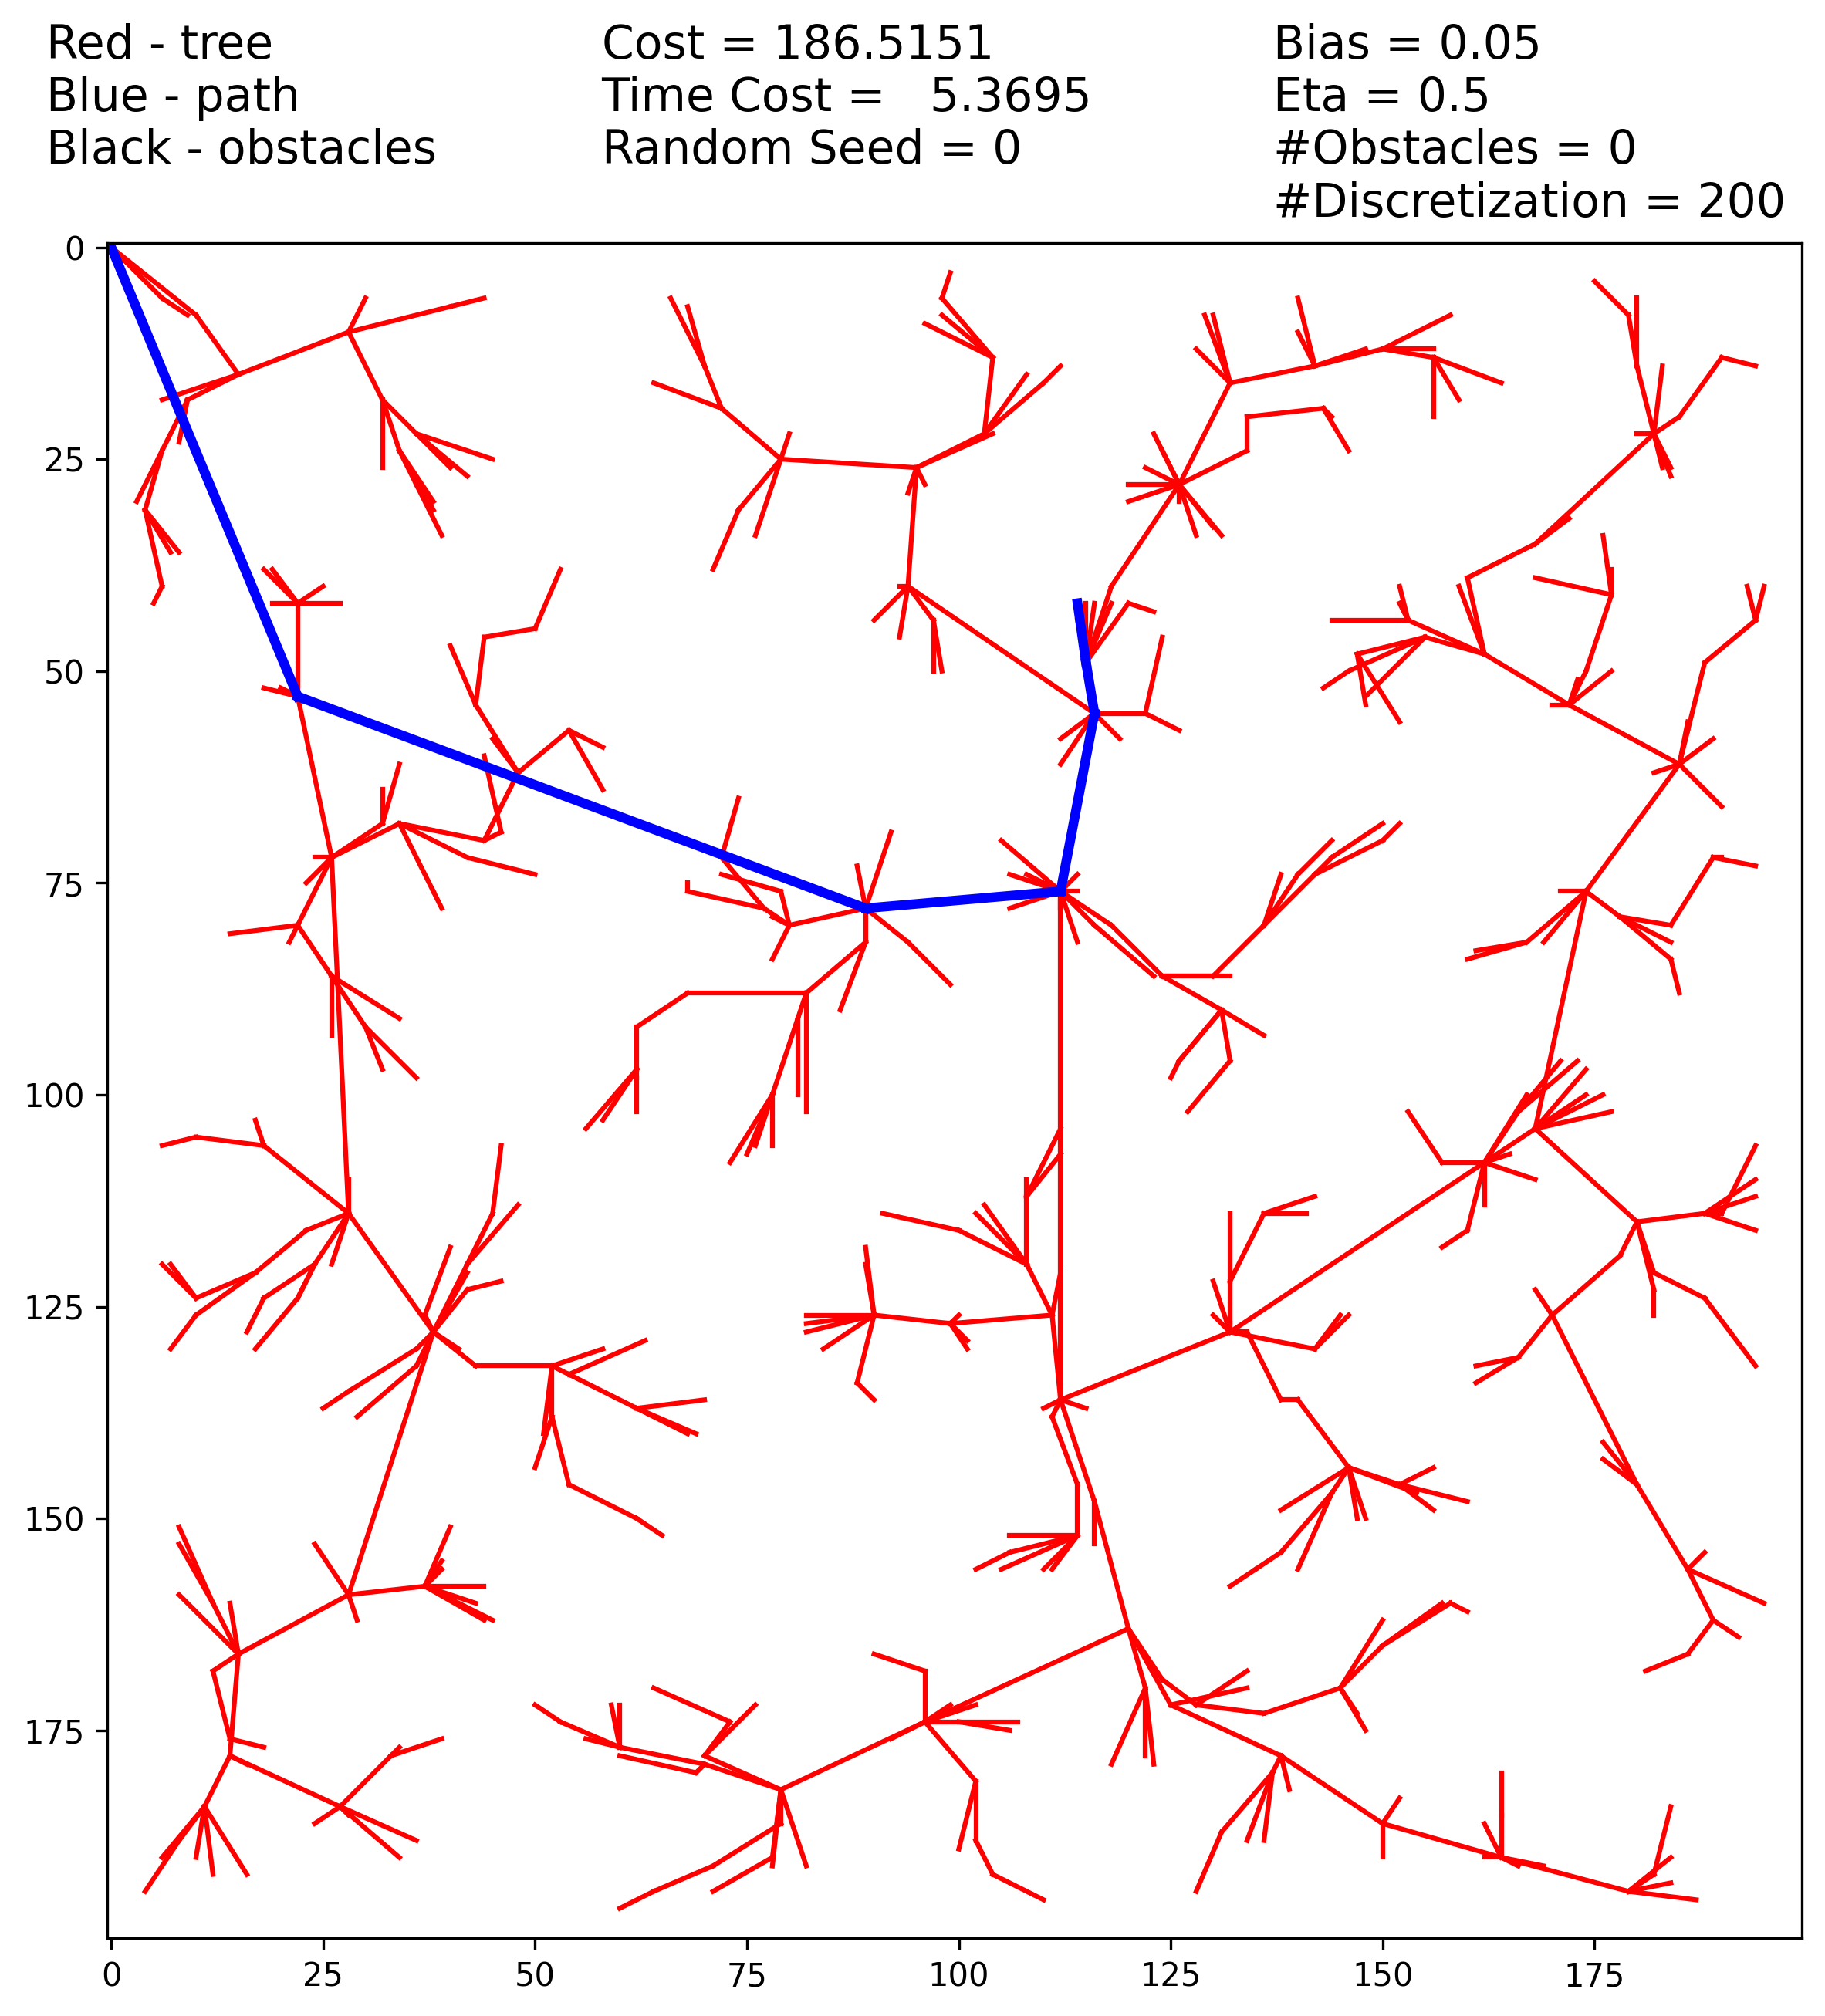 Red - tree
Blue - path
Black - obstacles
Cost = 186.5151
Time Cost =   5.3695
Random Seed = 0
Bias = 0.05
Eta = 0.5
#Obstacles = 0
#Discretization = 200
0
25
50
75
100
125
150
175
0 25 50 75 100 125 150 175